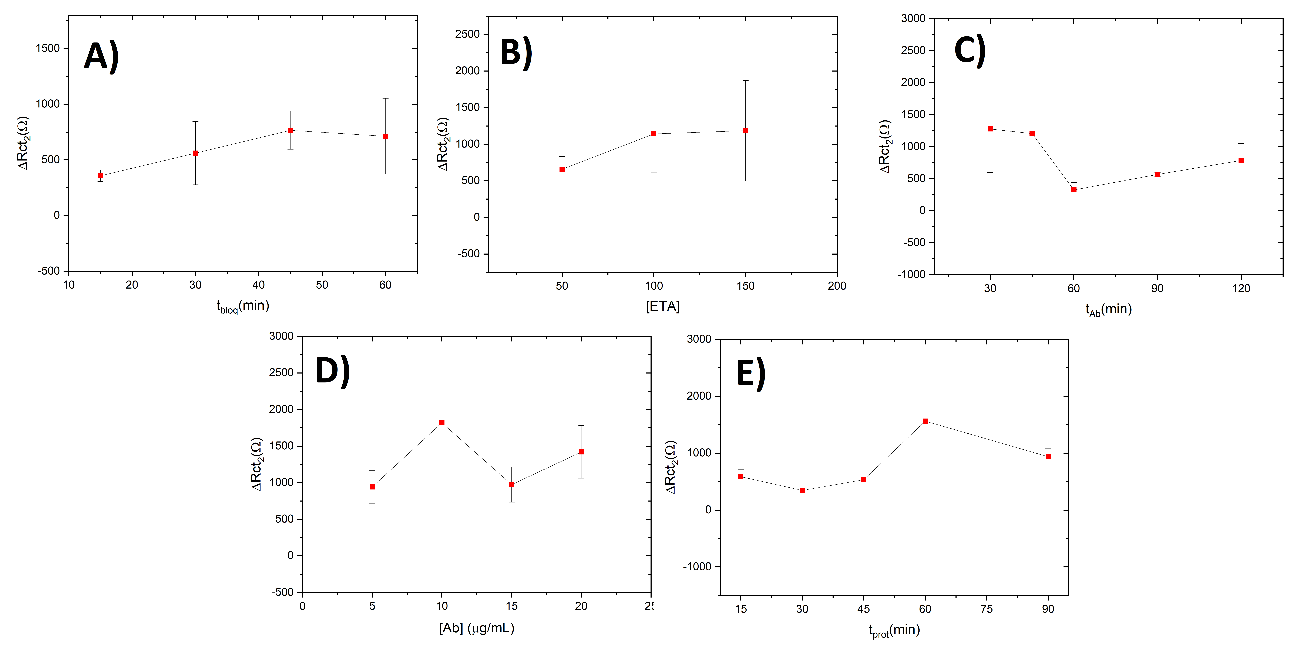 A)
ΔRct2(Ω)
1500
1000
500
0
-500
10 20 30 40 50 60
tbloq(min)
B)
ΔRct2(Ω)
2500
2000
1500
1000
500
0
-500
50 100 150 200
[ETA]
C)
ΔRct2(Ω)
3000
2500
2000
1500
1000
500
0
-500
-1000
30 60 90 120
tAb(min)
D)
ΔRct2(Ω)
3000
2500
2000
1500
1000
500
0
-500
0 5 10 15 20 25
[Ab] (μg/mL)
E)
ΔRct2(Ω)
3000
2000
1000
0
-1000
15 30 45 60 75 90
tprot(min)